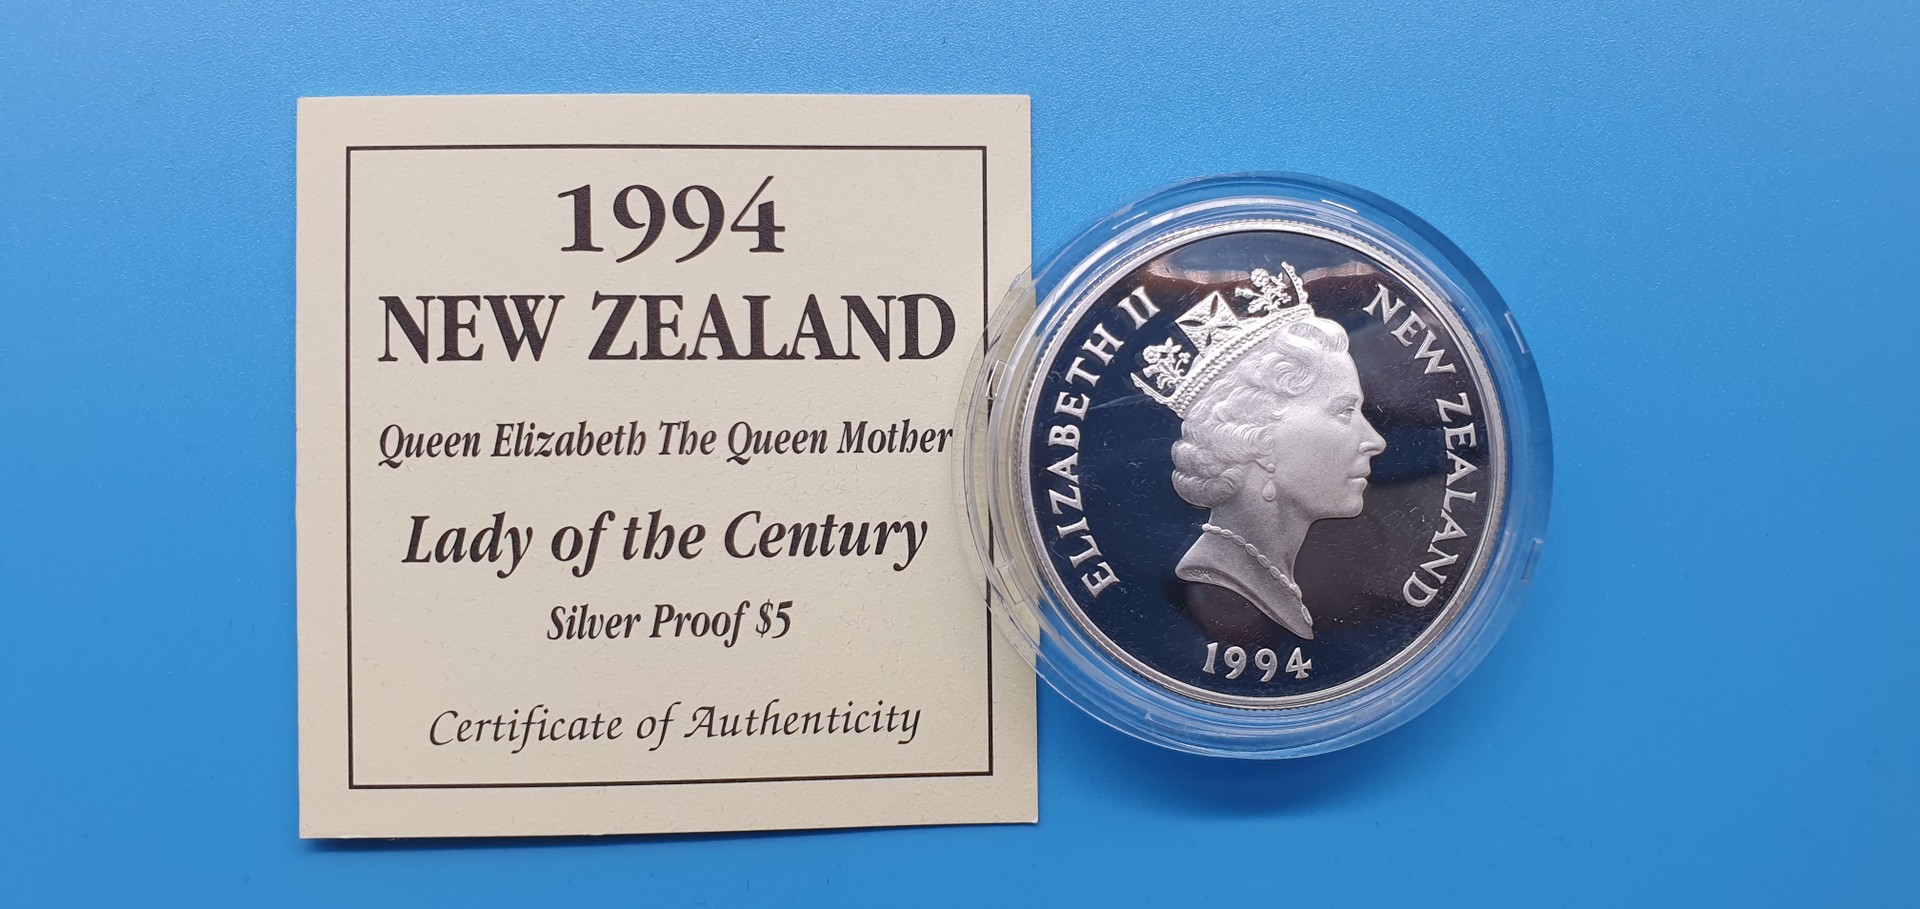 1994
NEW ZEALAND
Queen Elizabeth The Queen Mother
Lady of the Century
Silver Proof $5
Certificate of Authenticity
ELIZABETH II
NEW ZEALAND
1994